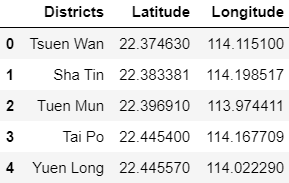 Districts Latitude Longitude
0 Tsuen Wan 22.374630 114.115100
1 Sha Tin 22.383381 114.198517
2 Tuen Mun 22.396910 113.974411
3 Tai Po 22.445400 114.167709
4 Yuen Long 22.445570 114.022290